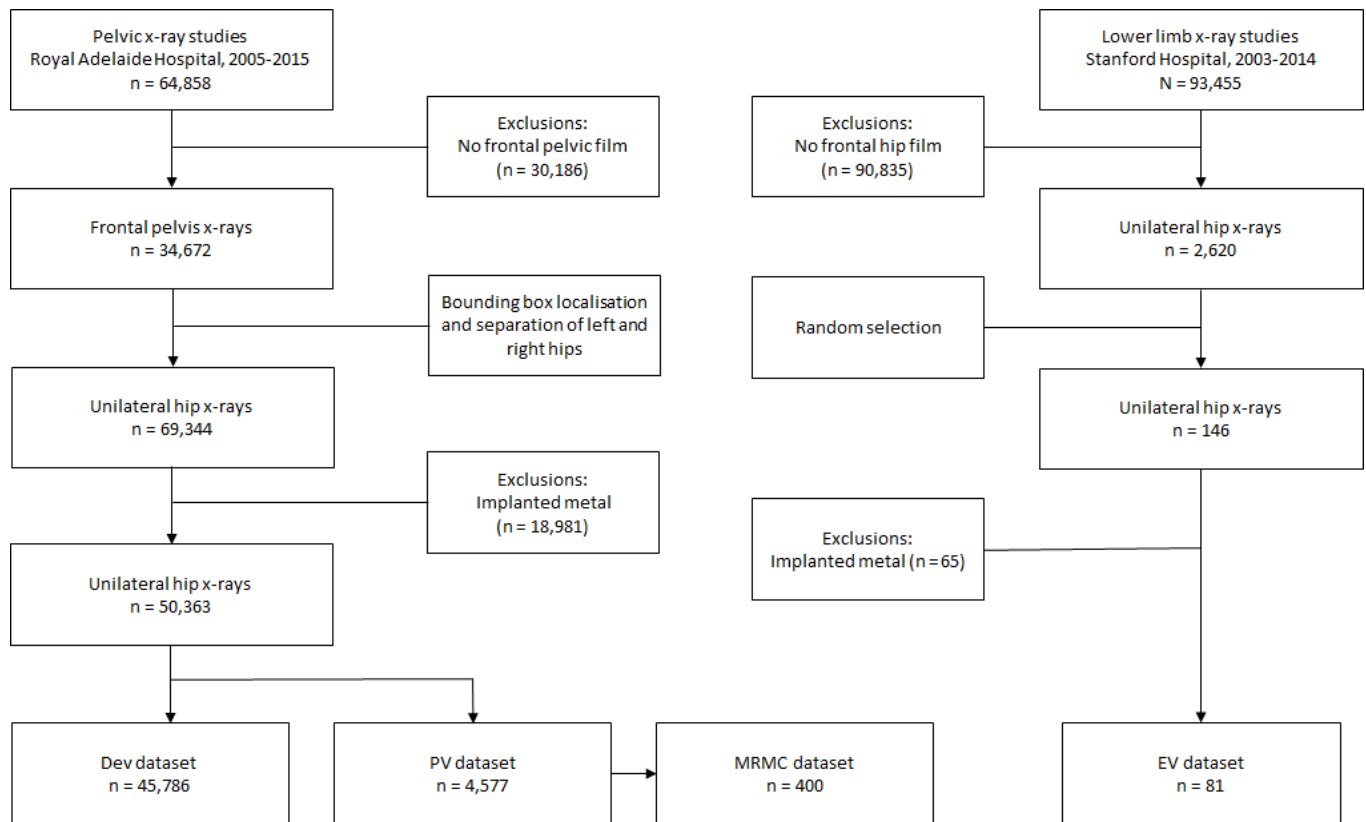 Pelvic x-ray studies
Royal Adelaide Hospital, 2005-2015
n = 64,858
Exclusions:
No frontal pelvic film
(n = 30,186)
Frontal pelvis x-rays
n = 34,672
Bounding box localisation
and separation of left and
right hips
Unilateral hip x-rays
n = 69,344
Exclusions:
Implanted metal
(n = 18,981)
Unilateral hip x-rays
n = 50,363
Dev dataset
n = 45,786
PV dataset
n = 4,577
MRMC dataset
n = 400
Lower limb x-ray studies
Stanford Hospital, 2003-2014
N = 93,455
Exclusions:
No frontal hip film
(n = 90,835)
Unilateral hip x-rays
n = 2,620
Random selection
Unilateral hip x-rays
n = 146
Exclusions:
Implanted metal (n = 65)
EV dataset
n = 81